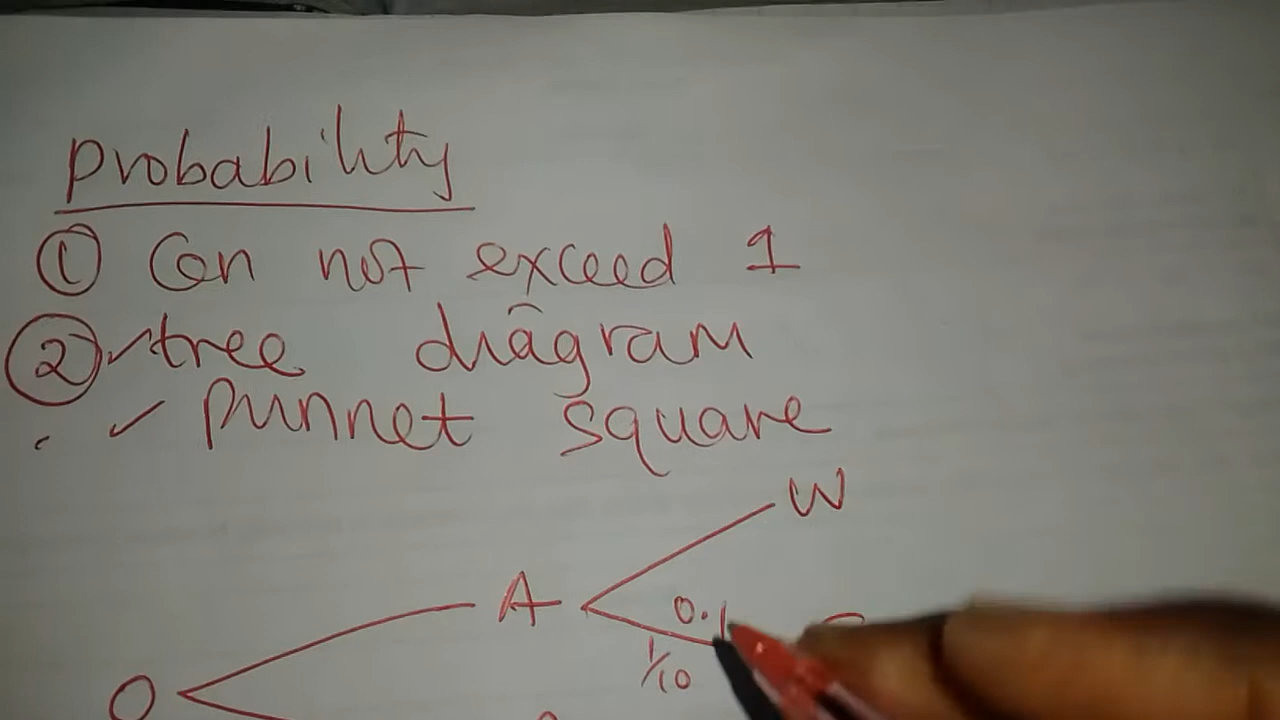 probability
① Can not exceed 1
② tree diagram
✓ punnet square
W
A
0.1
1/10
O